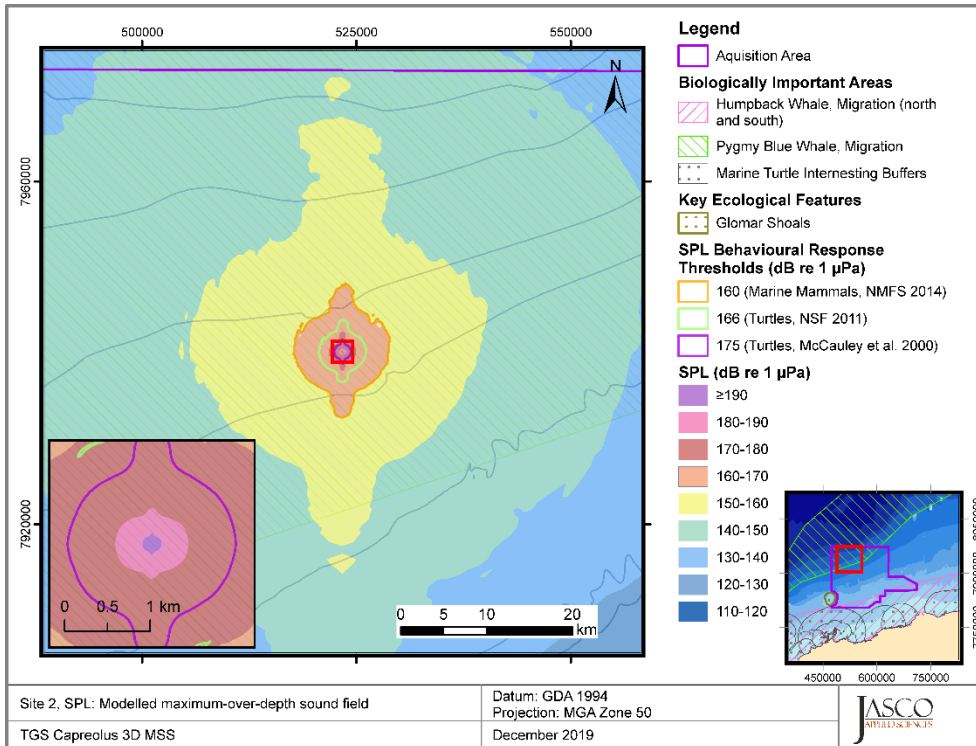 500000
525000
550000
7960000
7920000
N
0 0.5 1 km
0 5 10 20
km
Legend
Aquisition Area
Biologically Important Areas
Humpback Whale, Migration (north
and south)
Pygmy Blue Whale, Migration
Marine Turtle Internesting Buffers
Key Ecological Features
Glomar Shoals
SPL Behavioural Response
Thresholds (dB re 1 µPa)
160 (Marine Mammals, NMFS 2014)
166 (Turtles, NSF 2011)
175 (Turtles, McCauley et al. 2000)
SPL (dB re 1 µPa)
≥190
180-190
170-180
160-170
150-160
140-150
130-140
120-130
110-120
450000 600000 750000
Site 2, SPL: Modelled maximum-over-depth sound field
TGS Capreolus 3D MSS
Datum: GDA 1994
Projection: MGA Zone 50
December 2019
JASCO
APPLIED SCIENCES